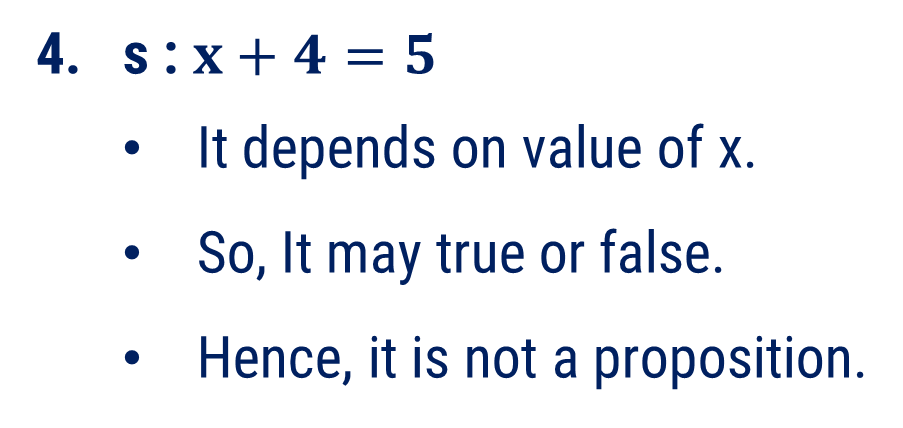 4. s : x + 4 = 5
• It depends on value of x.
• So, It may true or false.
• Hence, it is not a proposition.